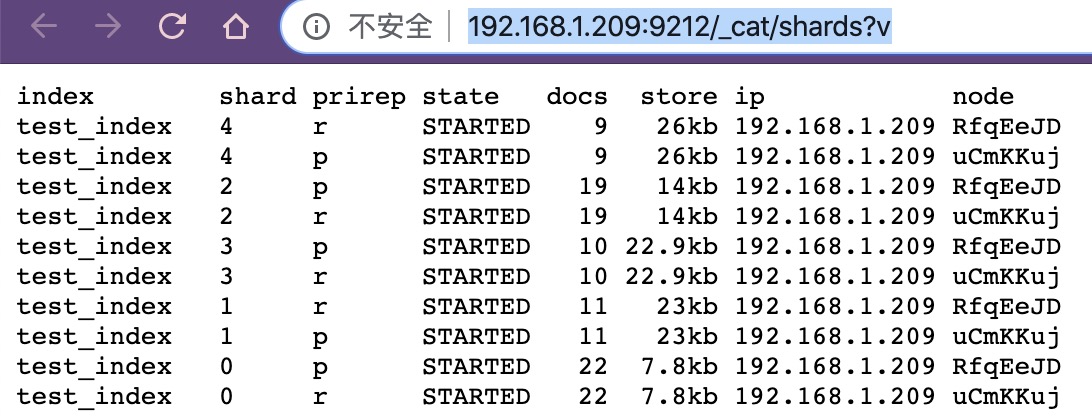 不安全 192.168.1.209:9212/_cat/shards?v
index shard prirep state docs store ip node
test_index 4 r STARTED 9 26kb 192.168.1.209 RfqEeJD
test_index 4 p STARTED 9 26kb 192.168.1.209 uCmKKuj
test_index 2 p STARTED 19 14kb 192.168.1.209 RfqEeJD
test_index 2 r STARTED 19 14kb 192.168.1.209 uCmKKuj
test_index 3 p STARTED 10 22.9kb 192.168.1.209 RfqEeJD
test_index 3 r STARTED 10 22.9kb 192.168.1.209 uCmKKuj
test_index 1 r STARTED 11 23kb 192.168.1.209 RfqEeJD
test_index 1 p STARTED 11 23kb 192.168.1.209 uCmKKuj
test_index 0 p STARTED 22 7.8kb 192.168.1.209 RfqEeJD
test_index 0 r STARTED 22 7.8kb 192.168.1.209 uCmKKuj